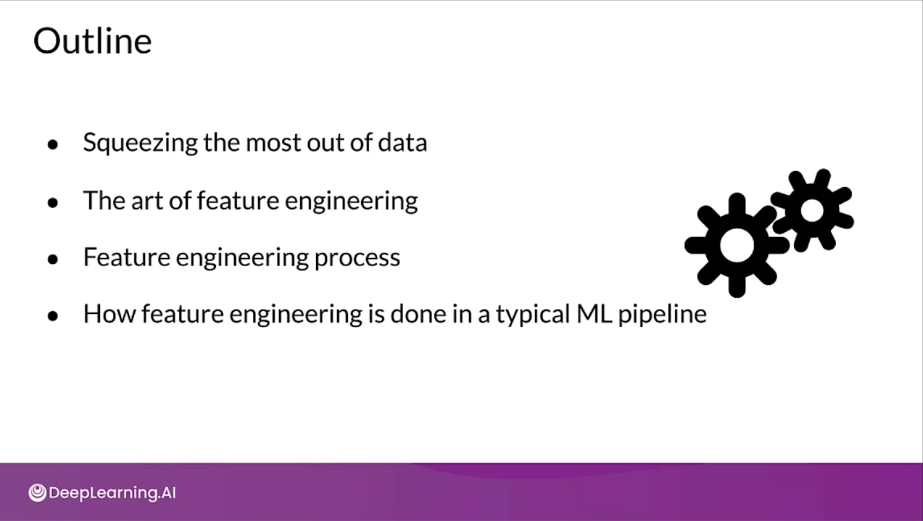 Outline
● Squeezing the most out of data
● The art of feature engineering
● Feature engineering process
● How feature engineering is done in a typical ML pipeline
DeepLearning.AI